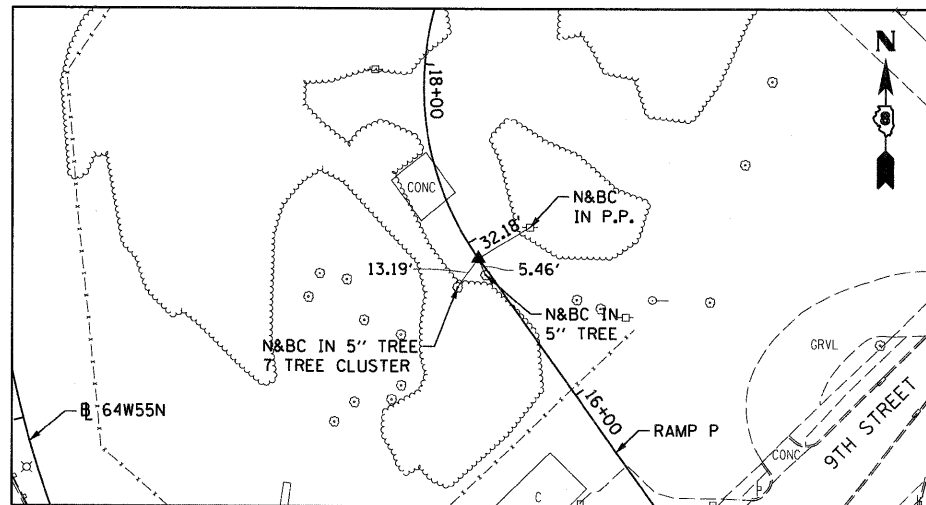 N
18+00
CONC
N&BC
IN P.P.
32.18'
13.19'
5.46'
N&BC IN
5'' TREE
N&BC IN 5'' TREE
7 TREE CLUSTER
GRVL
BL 64W55N
16+00
RAMP P
9TH STREET
CONC
C